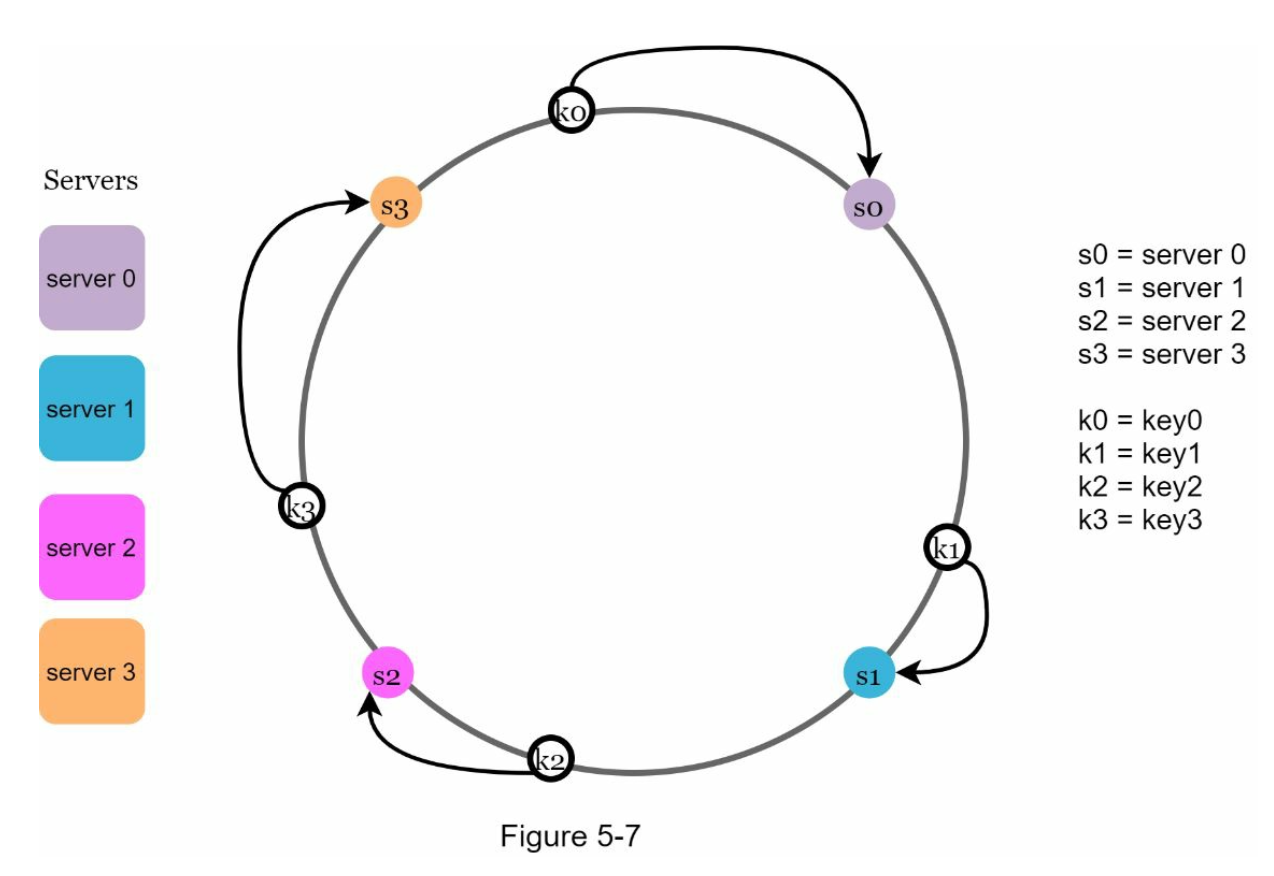 Servers
server 0
server 1
server 2
server 3
k0
s3
s0
k3
k1
s2
s1
k2
s0 = server 0
s1 = server 1
s2 = server 2
s3 = server 3
k0 = key0
k1 = key1
k2 = key2
k3 = key3
Figure 5-7